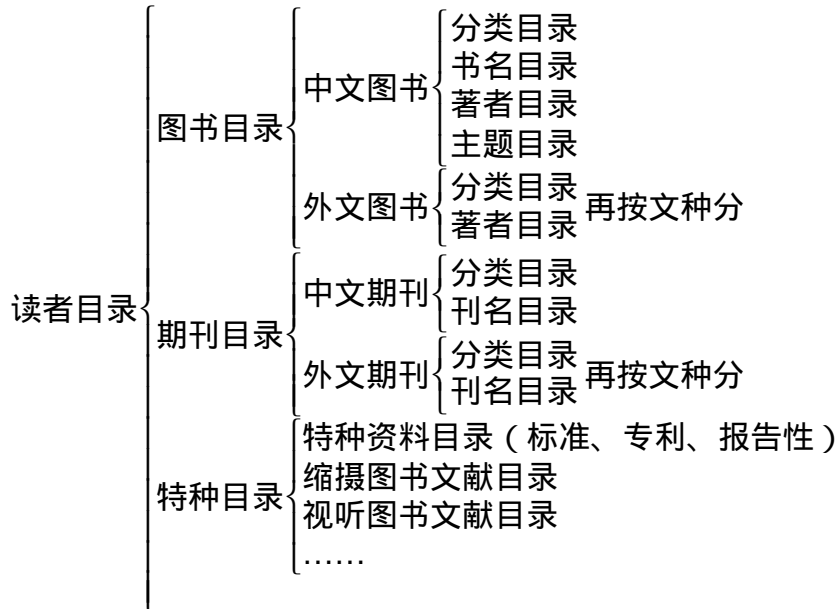 读者目录
图书目录
中文图书
分类目录
书名目录
著者目录
主题目录
外文图书
分类目录
著者目录
再按文种分
期刊目录
中文期刊
分类目录
刊名目录
外文期刊
分类目录
刊名目录
再按文种分
特种目录
特种资料目录(标准、专利、报告性)
缩摄图书文献目录
视听图书文献目录
……